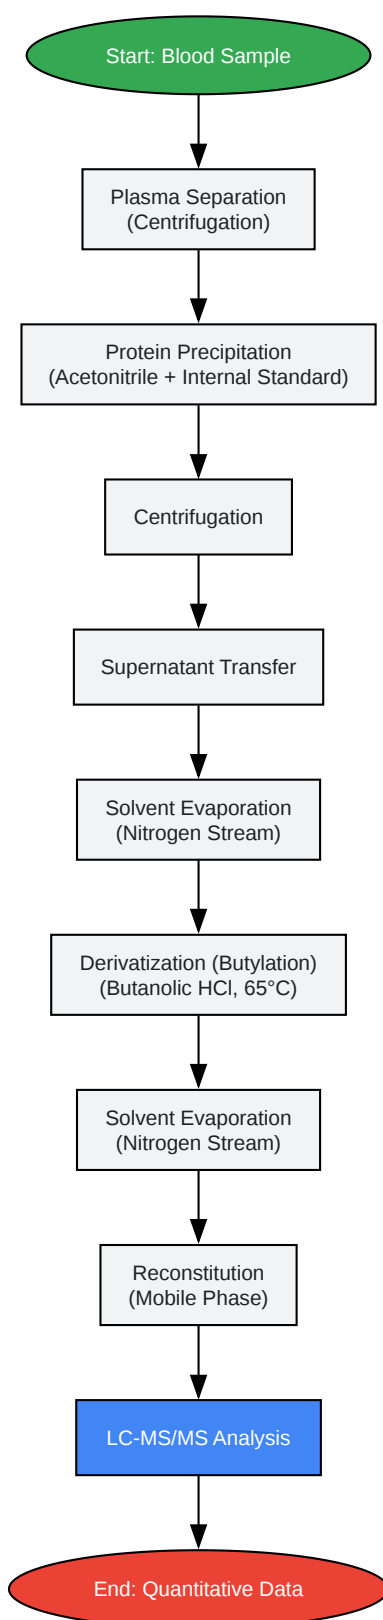 Start: Blood Sample
Plasma Separation
(Centrifugation)
Protein Precipitation
(Acetonitrile + Internal Standard)
Centrifugation
Supernatant Transfer
Solvent Evaporation
(Nitrogen Stream)
Derivatization (Butylation)
(Butanolic HCl, 65°C)
Solvent Evaporation
(Nitrogen Stream)
Reconstitution
(Mobile Phase)
LC-MS/MS Analysis
End: Quantitative Data